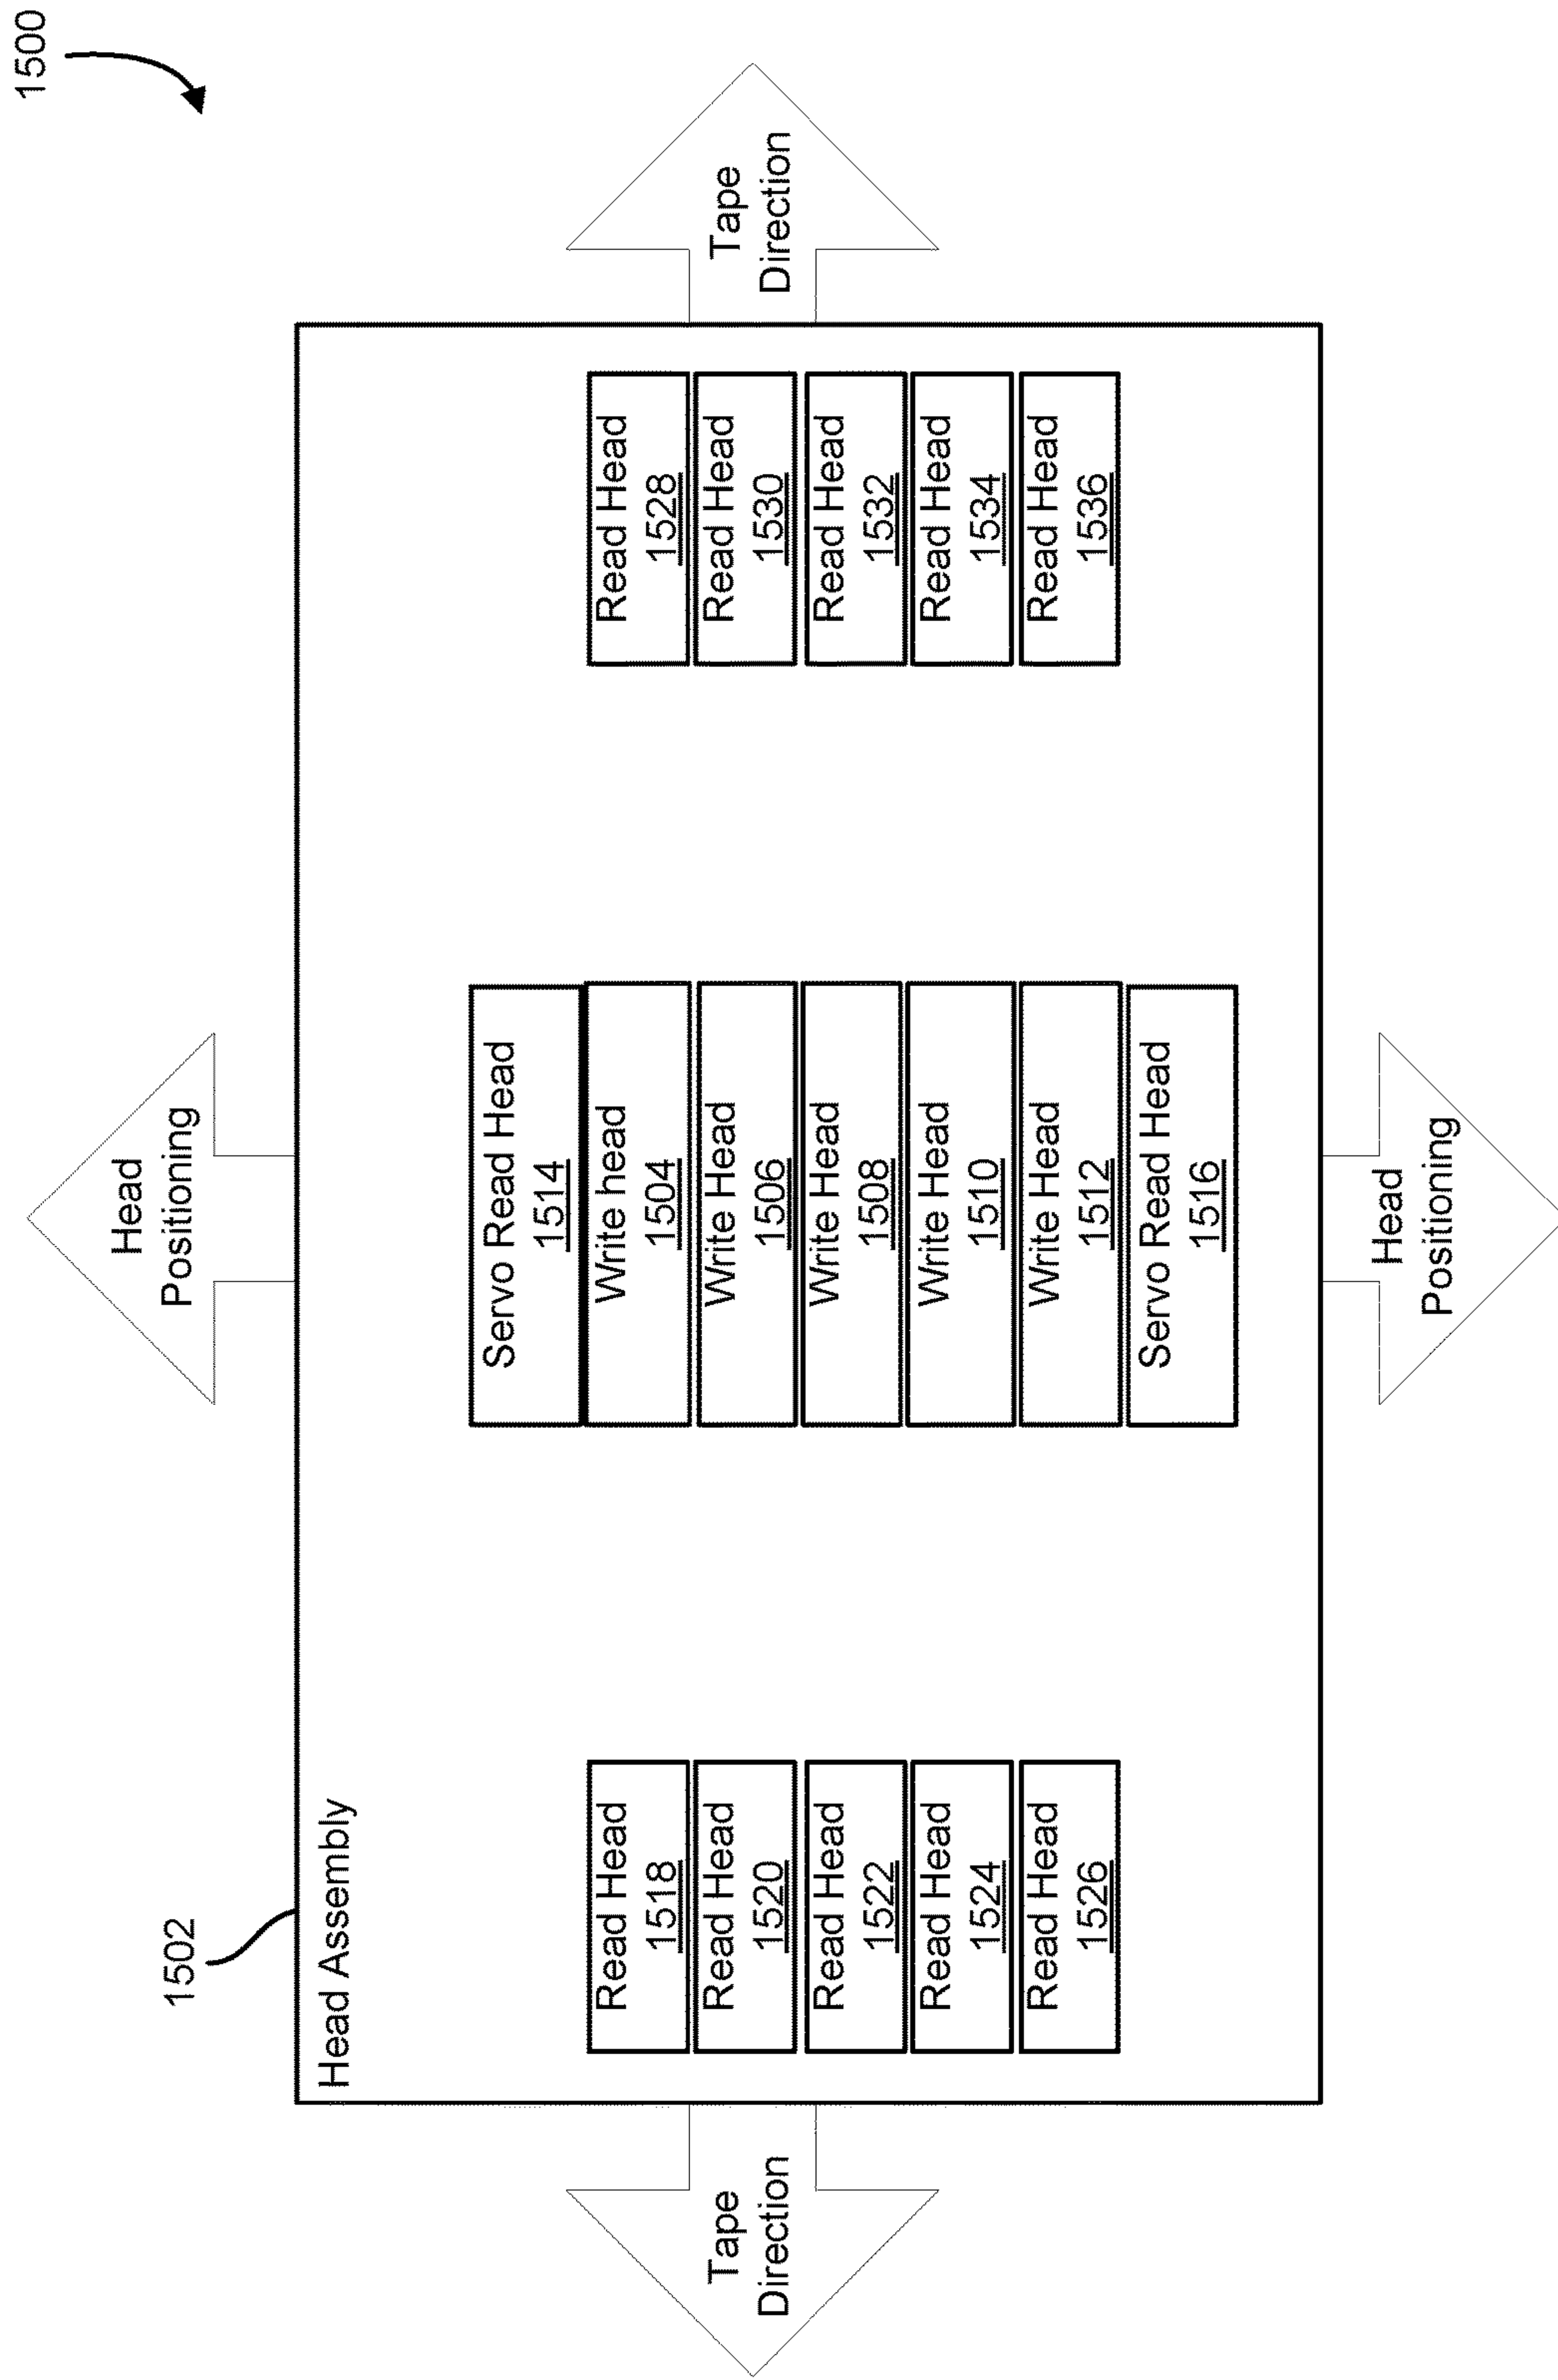 1500
1502
Head
Positioning
Head Assembly
Tape
Direction
Tape
Direction
Read Head
1518
Read Head
1520
Read Head
1522
Read Head
1524
Read Head
1526
Servo Read Head
1514
Write head
1504
Write Head
1506
Write Head
1508
Write Head
1510
Write Head
1512
Servo Read Head
1516
Read Head
1528
Read Head
1530
Read Head
1532
Read Head
1534
Read Head
1536
Head
Positioning